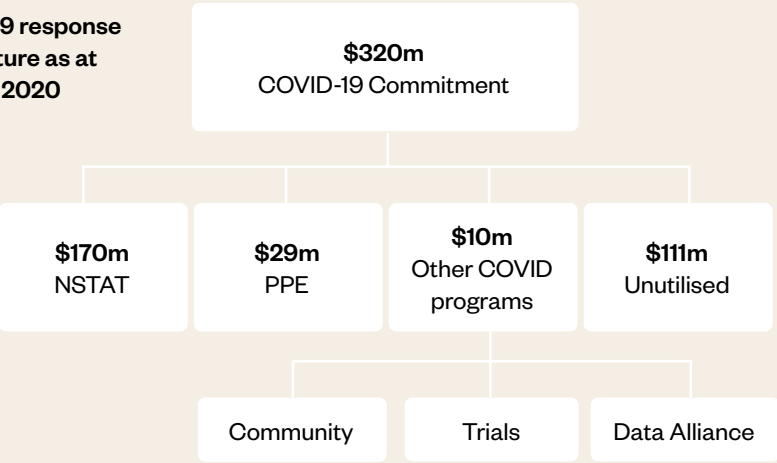 9 response
ture as at
2020
$320m
COVID-19 Commitment
$170m
NSTAT
$29m
PPE
$10m
Other COVID
programs
$111m
Unutilised
Community
Trials
Data Alliance